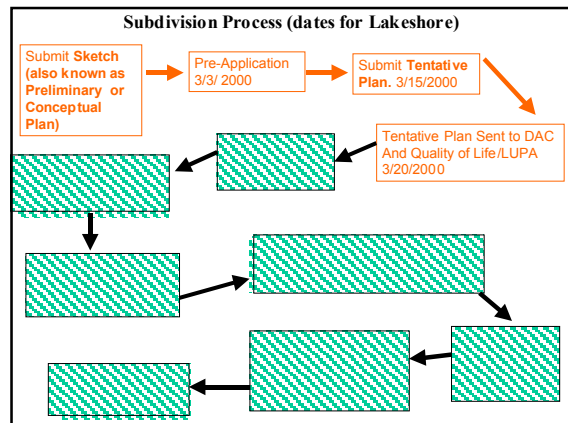 Subdivision Process (dates for Lakeshore)
Submit Sketch
(also known as
Preliminary or
Conceptual
Plan)
Pre-Application
3/3/ 2000
Submit Tentative
Plan. 3/15/2000
Tentative Plan Sent to DAC
And Quality of Life/LUPA
3/20/2000